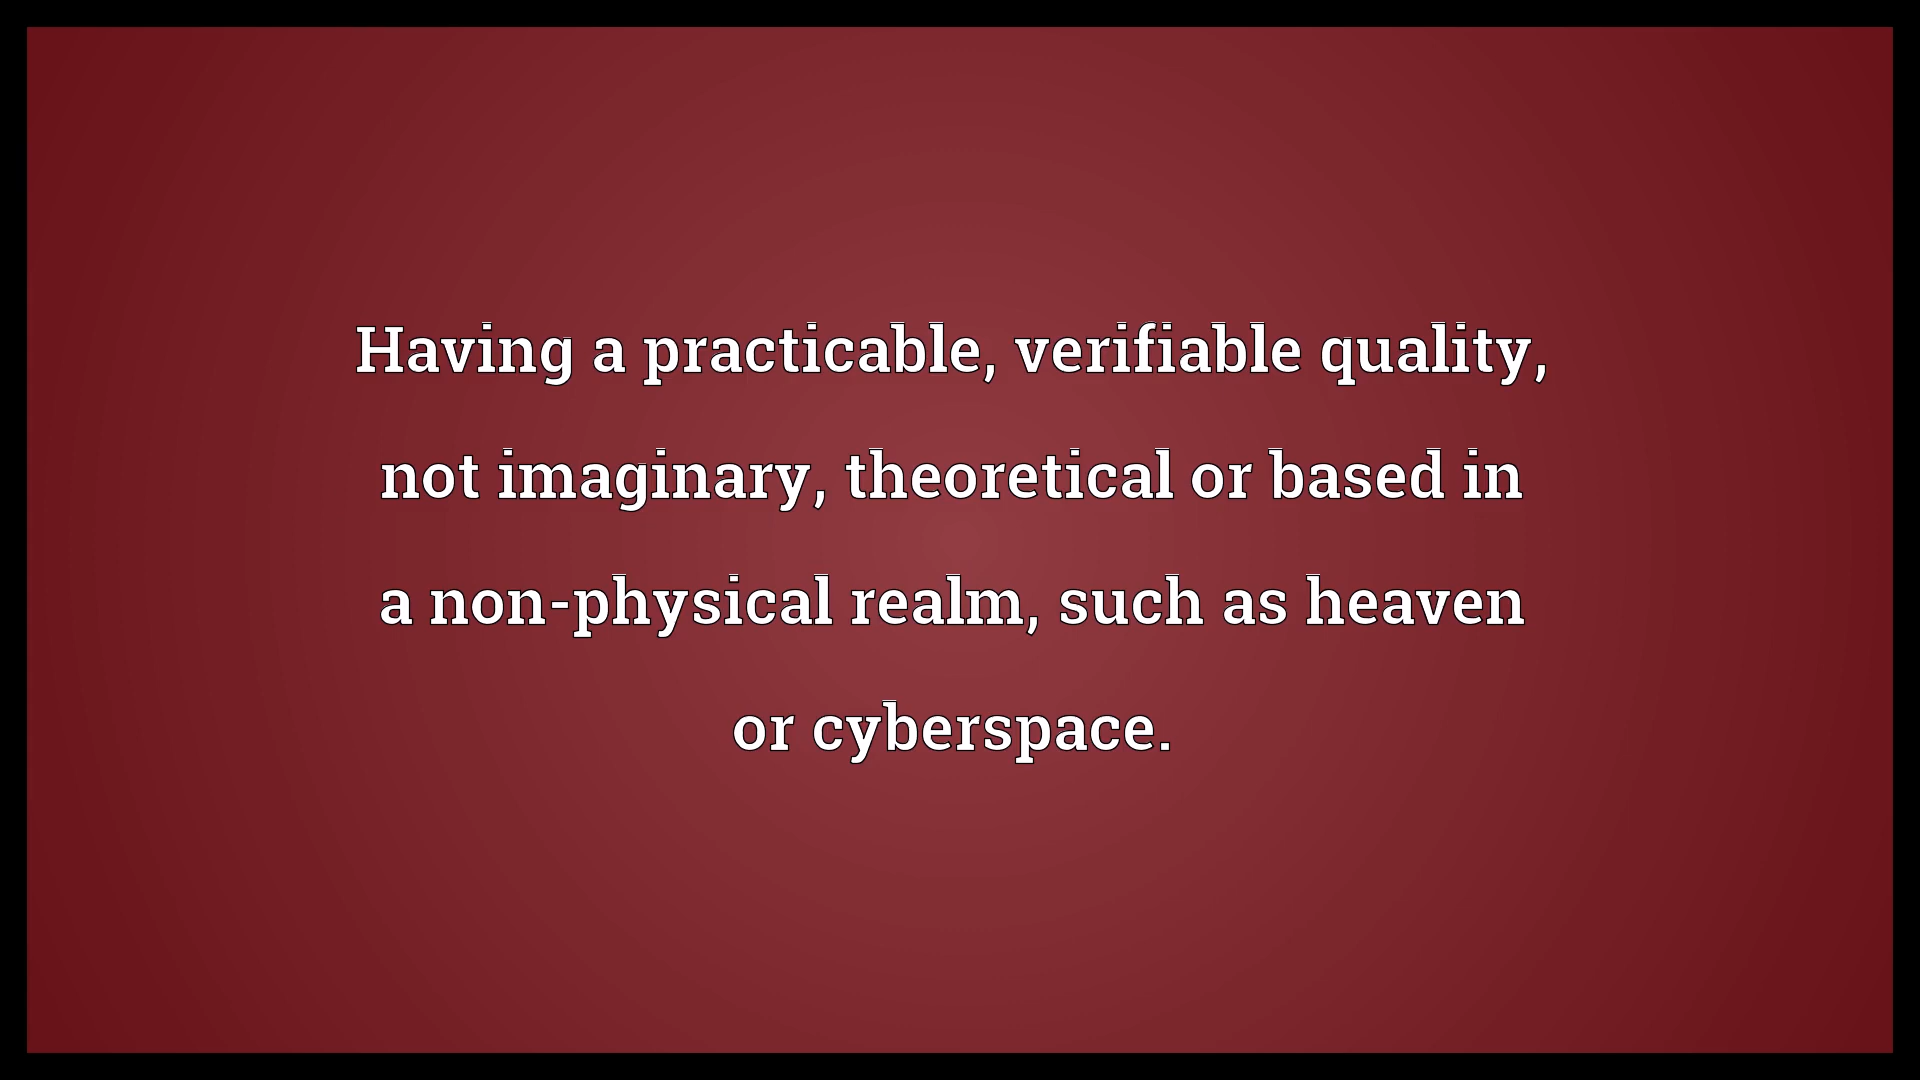 Having a practicable, verifiable quality,
not imaginary, theoretical or based in
a non-physical realm, such as heaven
or cyberspace.